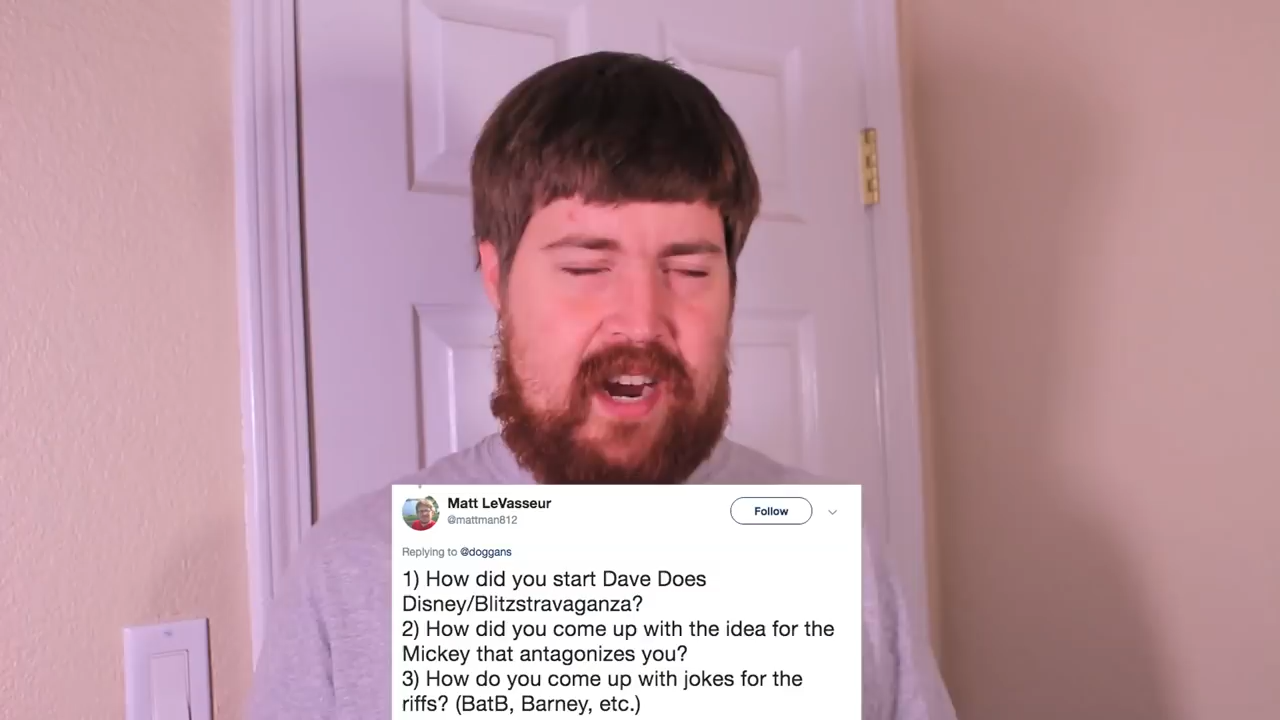 Matt LeVasseur
@mattman812
Follow
Replying to @doggans
1) How did you start Dave Does
Disney/Blitzstravaganza?
2) How did you come up with the idea for the
Mickey that antagonizes you?
3) How do you come up with jokes for the
riffs? (BatB, Barney, etc.)